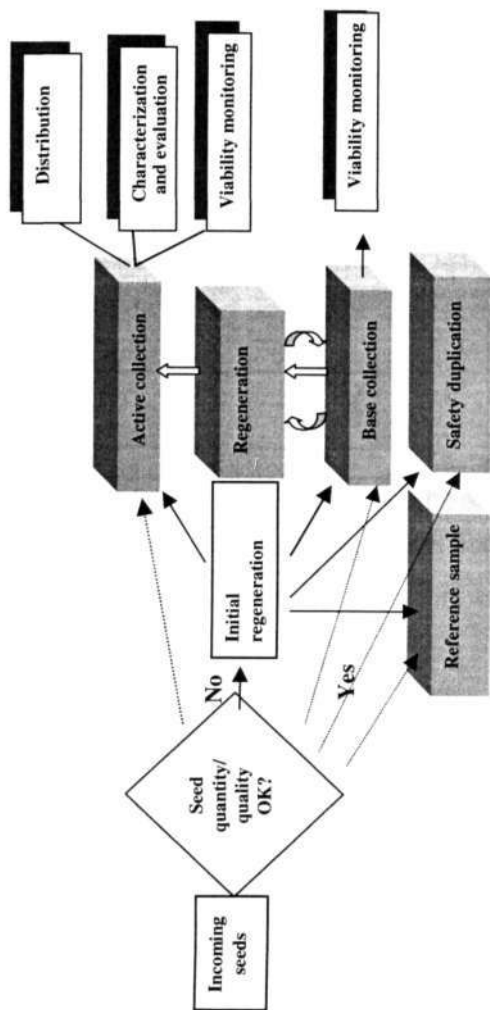 Incoming
seeds
Seed
quantity/
quality
OK?
No
Yes
Initial
regeneration
Active collection
Regeneration
Base collection
Reference sample
Safety duplication
Distribution
Characterization
and evaluation
Viability monitoring
Viability monitoring